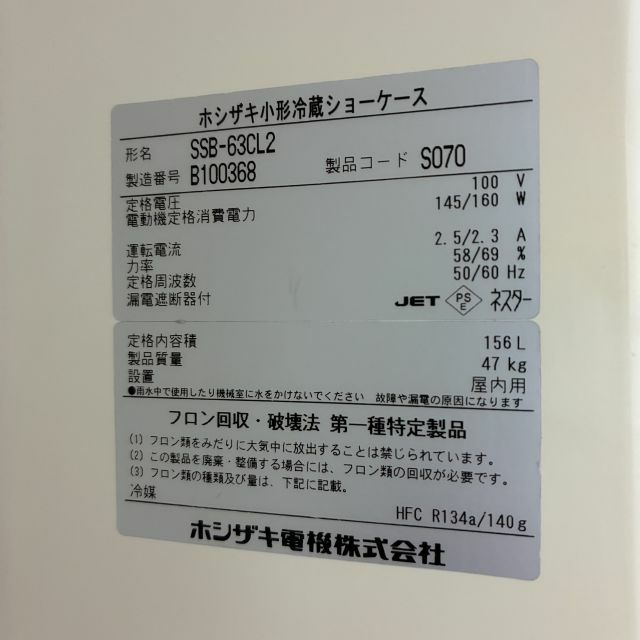 ホシザキ小形冷蔵ショーケース
形名 SSB-63CL2
製造番号 B100368 製品コード S070
定格電圧 100 V
電動機定格消費電力 145/160 W
運転電流 2.5/2.3 A
力率 58/69 %
定格周波数 50/60 Hz
漏電遮断器付 JET PSE ネスター
定格内容積 156 L
製品質量 47 kg
設置 屋内用
●雨水中で使用したり機械室に水をかけないでください 故障や漏電の原因になります
フロン回収・破壊法 第一種特定製品
(1) フロン類をみだりに大気中に放出することは禁じられています。
(2) この製品を廃棄・整備する場合には、フロン類の回収が必要です。
(3) フロン類の種類及び量は、下記に記載。
冷媒 HFC R134a/140g
ホシザキ電機株式会社